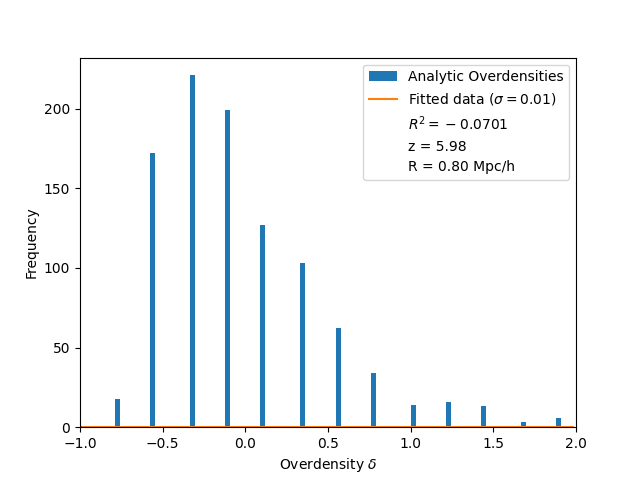 Analytic Overdensities
Fitted data (σ = 0.01)
R² = −0.0701
z = 5.98
R = 0.80 Mpc/h
Frequency
200
150
100
50
0
−1.0 −0.5 0.0 0.5 1.0 1.5 2.0
Overdensity δ